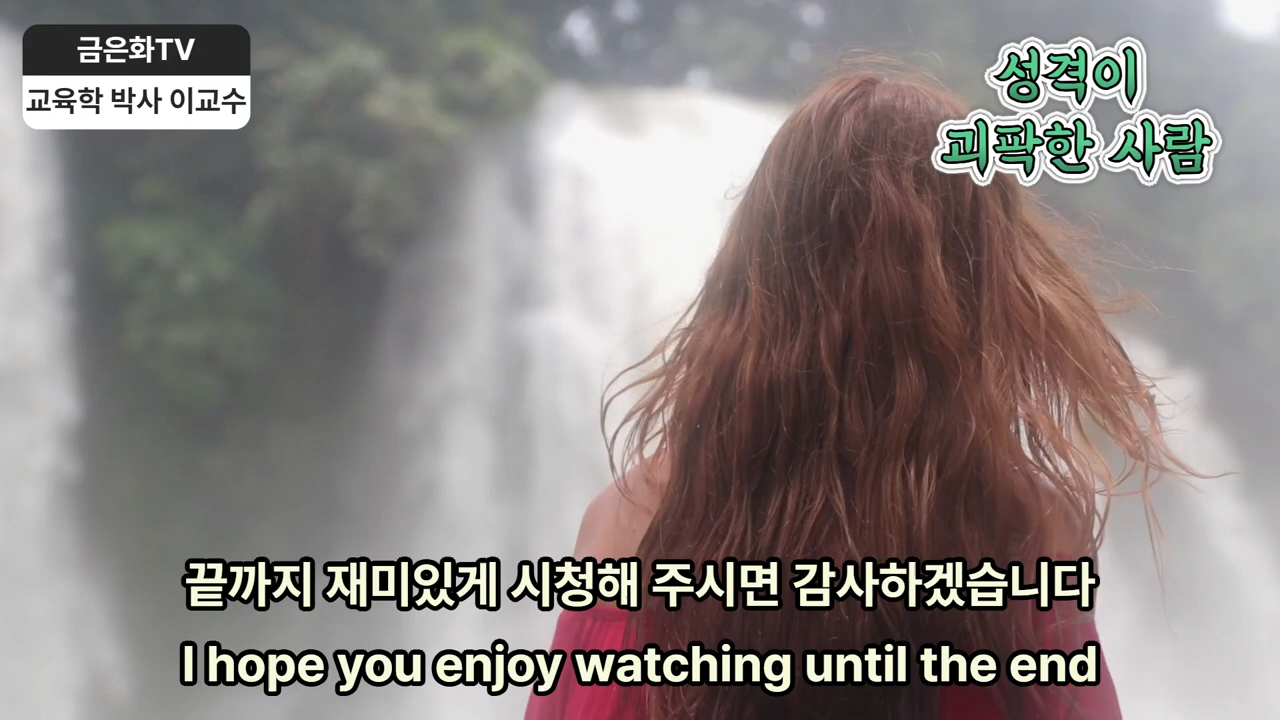 금은화TV
교육학 박사 이교수
성격이
괴팍한 사람
끝까지 재미있게 시청해 주시면 감사하겠습니다
I hope you enjoy watching until the end